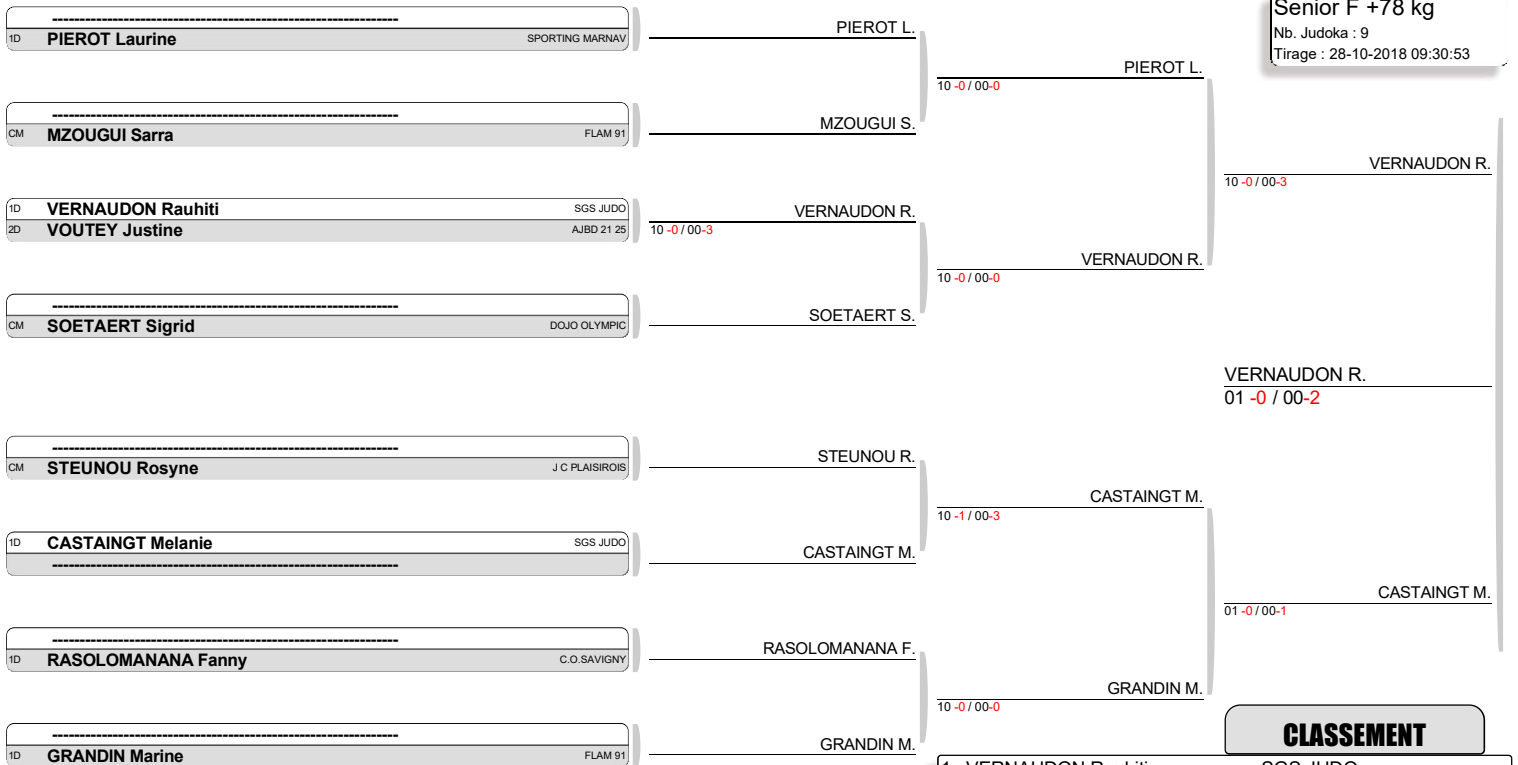 Senior F +78 kg
Nb. Judoka : 9
Tirage : 28-10-2018 09:30:53
----------------------------------------------------------------
1D PIEROT Laurine SPORTING MARNAV
PIEROT L.
PIEROT L.
10 -0 / 00-0
----------------------------------------------------------------
CM MZOUGUI Sarra FLAM 91
MZOUGUI S.
VERNAUDON R.
10 -0 / 00-3
1D VERNAUDON Rauhiti SGS JUDO
2D VOUTEY Justine AJBD 21 25
VERNAUDON R.
10 -0 / 00-3
VERNAUDON R.
10 -0 / 00-0
----------------------------------------------------------------
CM SOETAERT Sigrid DOJO OLYMPIC
SOETAERT S.
VERNAUDON R.
01 -0 / 00-2
----------------------------------------------------------------
CM STEUNOU Rosyne J C PLAISIROIS
STEUNOU R.
CASTAINGT M.
10 -1 / 00-3
1D CASTAINGT Melanie SGS JUDO
----------------------------------------------------------------
CASTAINGT M.
CASTAINGT M.
01 -0 / 00-1
----------------------------------------------------------------
1D RASOLOMANANA Fanny C.O.SAVIGNY
RASOLOMANANA F.
GRANDIN M.
10 -0 / 00-0
----------------------------------------------------------------
1D GRANDIN Marine FLAM 91
GRANDIN M.
CLASSEMENT
1 VERNAUDON Rauhiti SGS JUDO